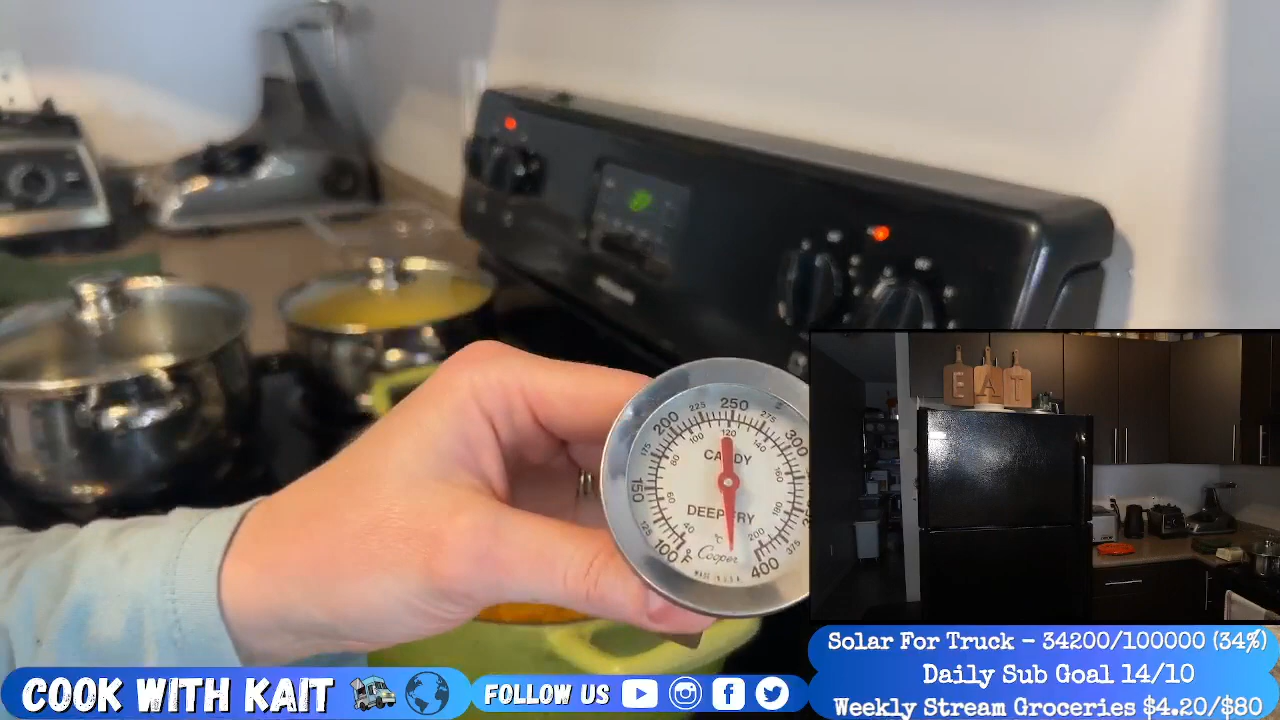 250
225
275
200
300
175
150
125
100
°F
400
375
120
100
140
80
160
60
180
40
200
°C
CANDY
DEEP FRY
Cooper
MADE IN U.S.A.
EAT
Solar For Truck - 34200/100000 (34%)
Daily Sub Goal 14/10
Weekly Stream Groceries $4.20/$80
COOK WITH KAIT
FOLLOW US